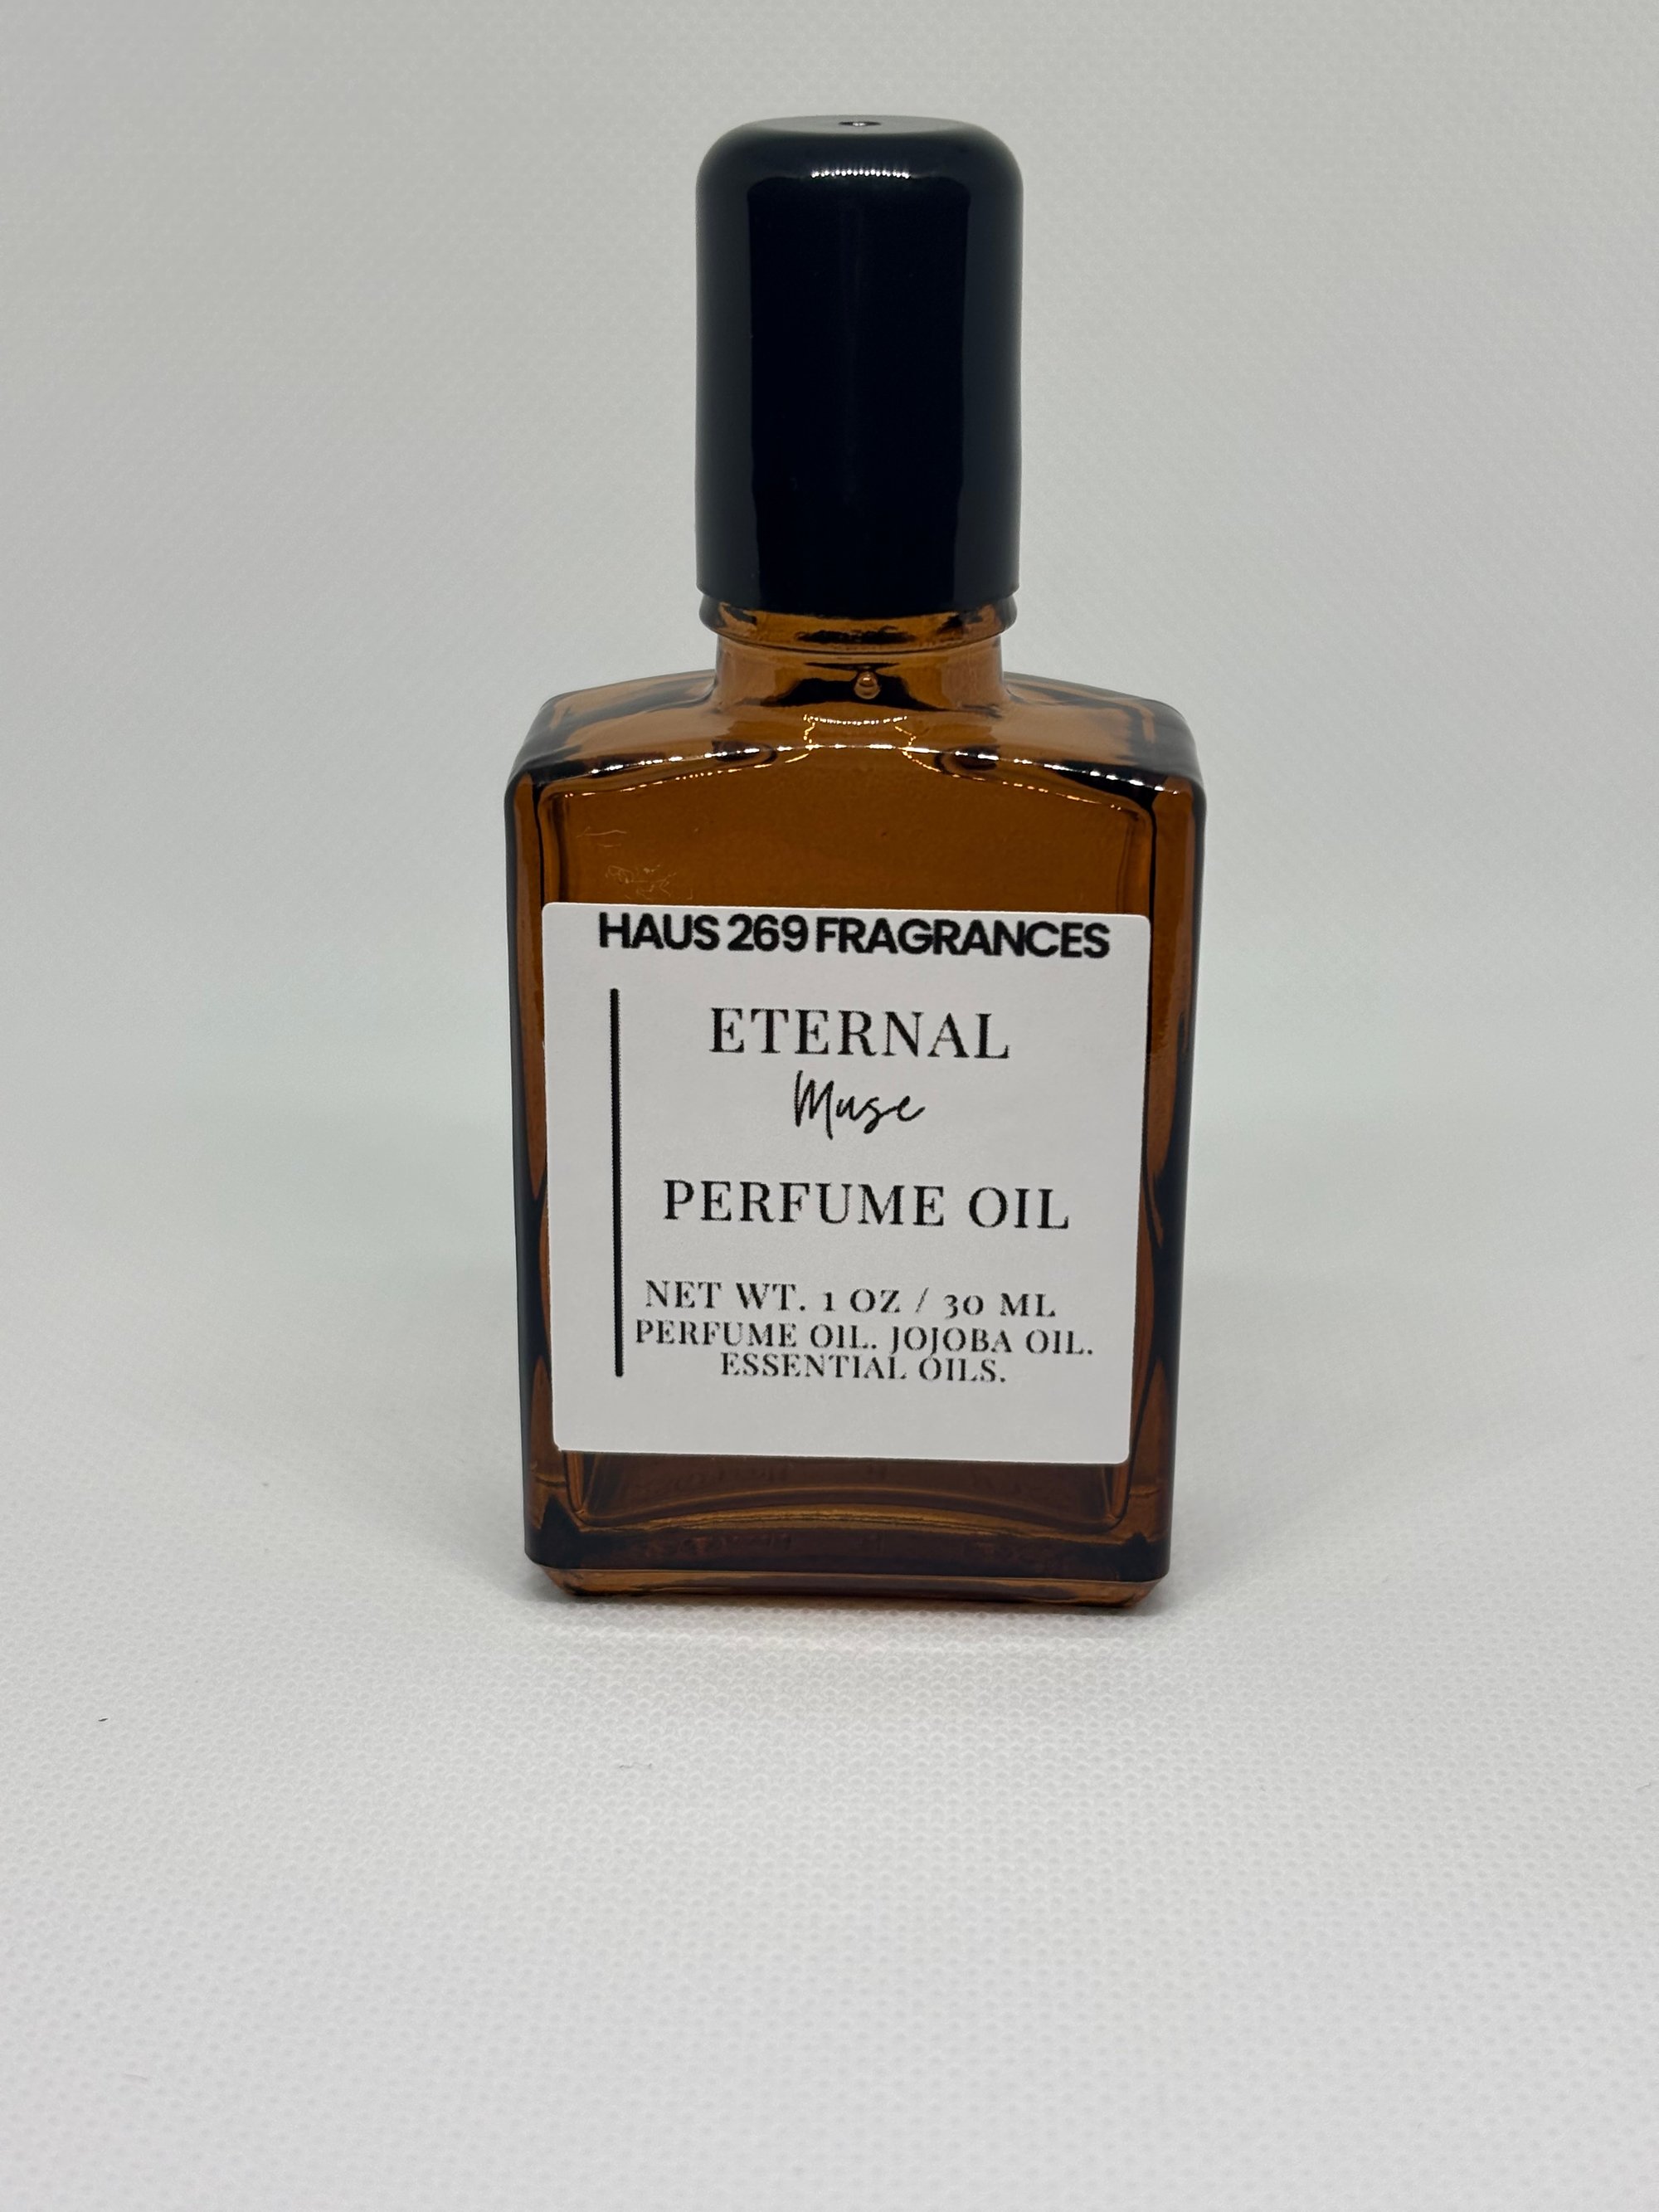 HAUS 269 FRAGRANCES
ETERNAL
Muse
PERFUME OIL
NET WT. 1 OZ / 30 ML
PERFUME OIL. JOJOBA OIL.
ESSENTIAL OILS.